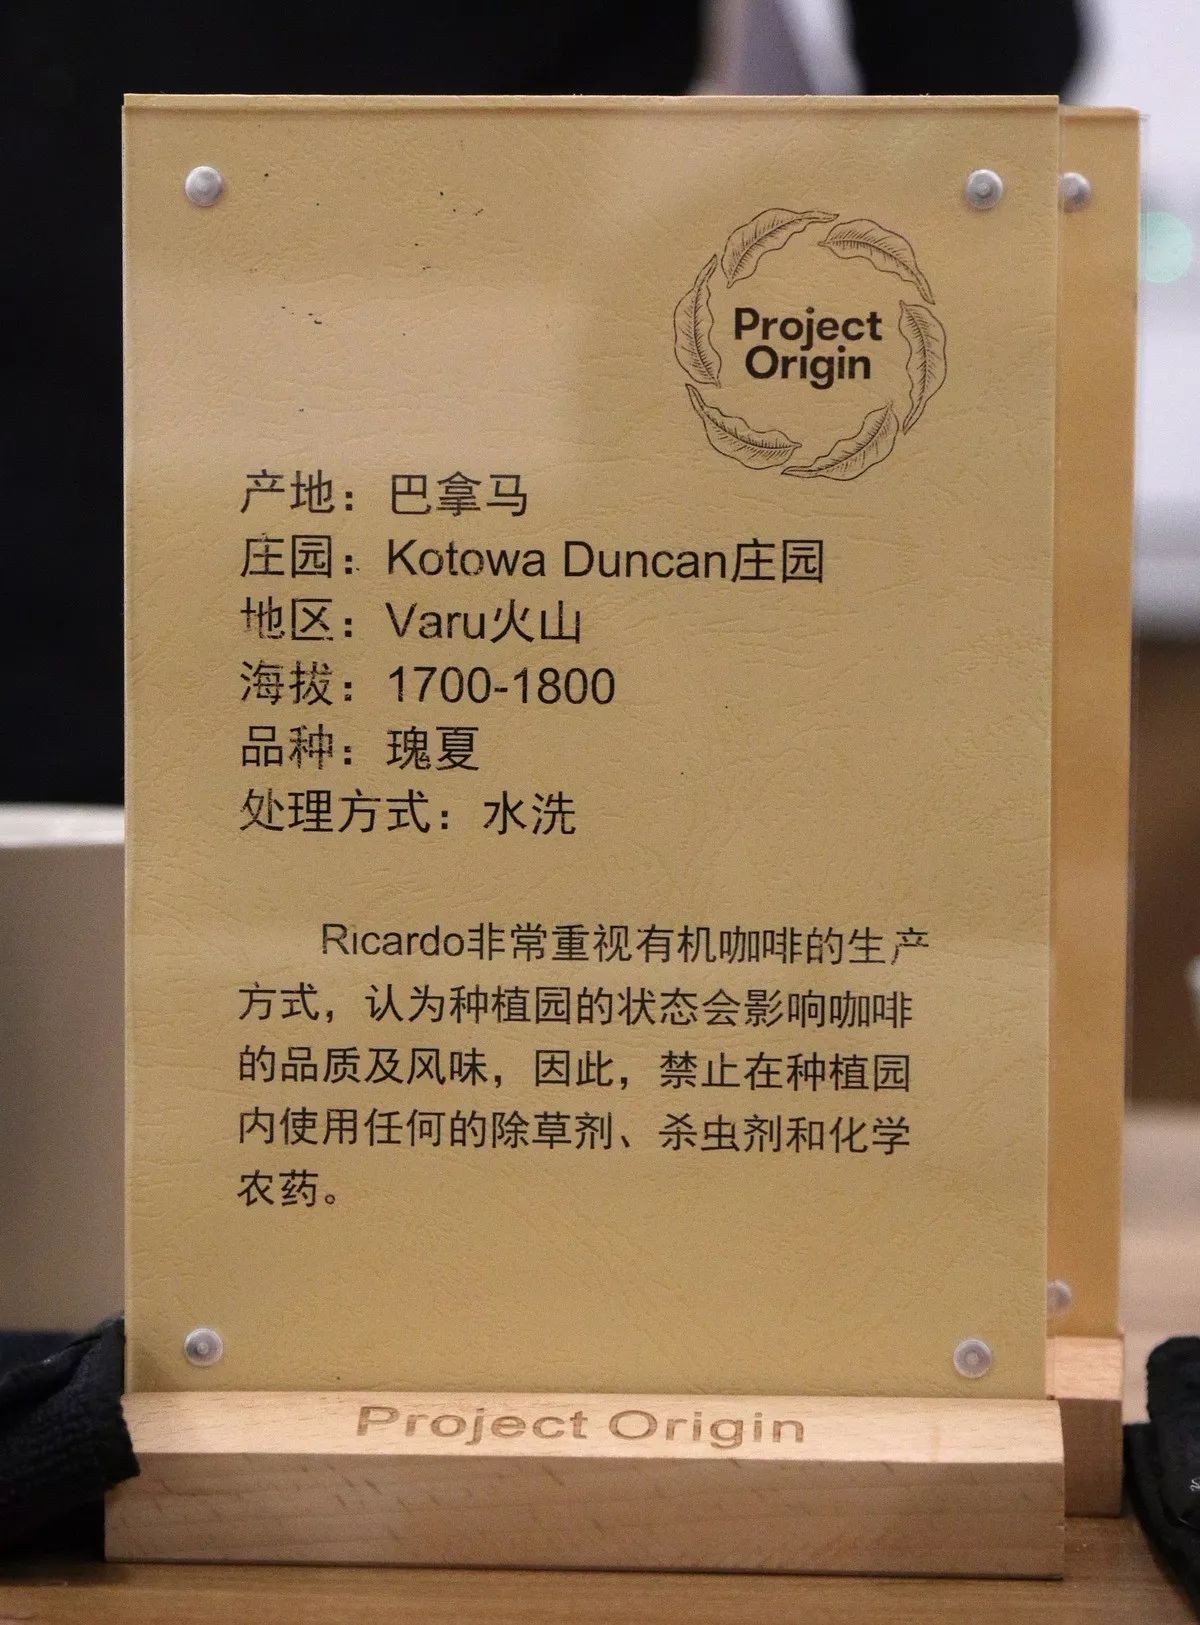 Project
Origin
产地：巴拿马
庄园：Kotowa Duncan庄园
地区：Varu火山
海拔：1700-1800
品种：瑰夏
处理方式：水洗
Ricardo非常重视有机咖啡的生产
方式，认为种植园的状态会影响咖啡
的品质及风味，因此，禁止在种植园
内使用任何的除草剂、杀虫剂和化学
农药。
Project Origin